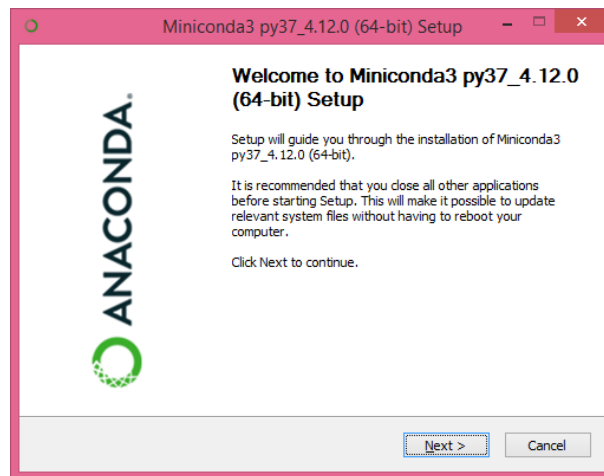 Miniconda3 py37_4.12.0 (64-bit) Setup
Welcome to Miniconda3 py37_4.12.0
(64-bit) Setup
Setup will guide you through the installation of Miniconda3
py37_4.12.0 (64-bit).
It is recommended that you close all other applications
before starting Setup. This will make it possible to update
relevant system files without having to reboot your
computer.
Click Next to continue.
ANACONDA.
Next >
Cancel